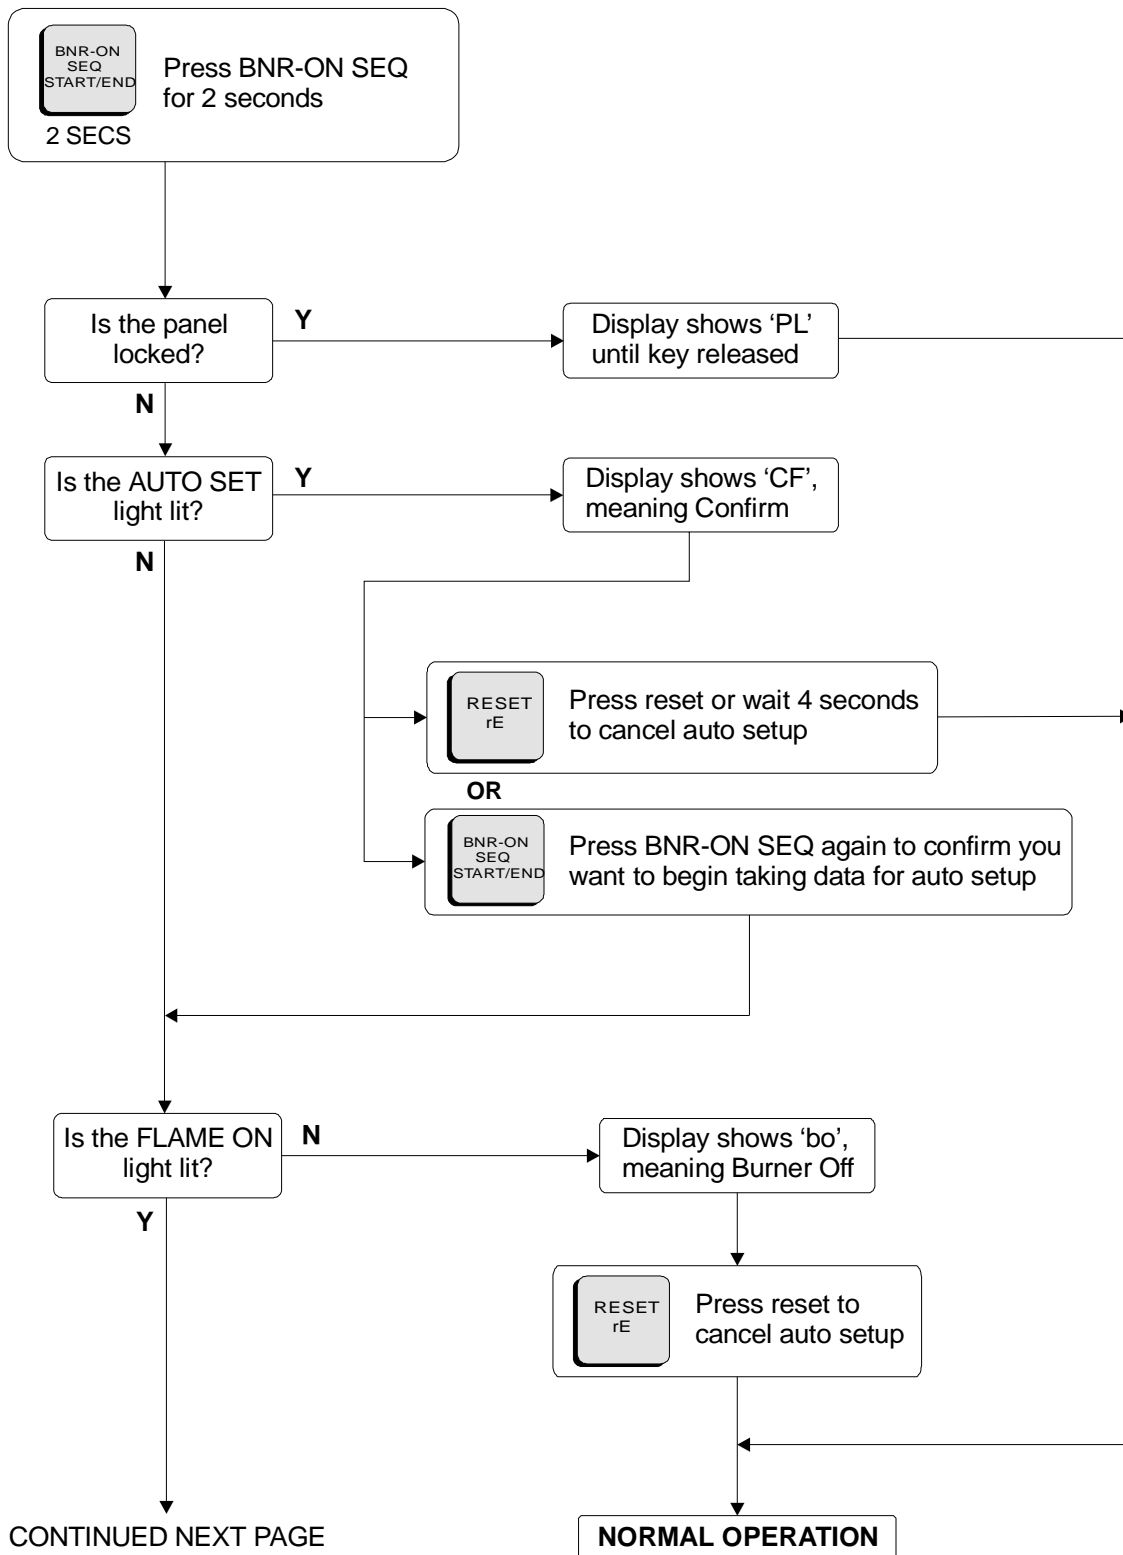 BNR-ON
SEQ
START/END
2 SECS
Press BNR-ON SEQ
for 2 seconds
Is the panel
locked?
Y
N
Display shows ‘PL’
until key released
Is the AUTO SET
light lit?
Y
N
Display shows ‘CF’,
meaning Confirm
RESET
rE
Press reset or wait 4 seconds
to cancel auto setup
OR
BNR-ON
SEQ
START/END
Press BNR-ON SEQ again to confirm you
want to begin taking data for auto setup
Is the FLAME ON
light lit?
N
Y
Display shows ‘bo’,
meaning Burner Off
RESET
rE
Press reset to
cancel auto setup
CONTINUED NEXT PAGE
NORMAL OPERATION